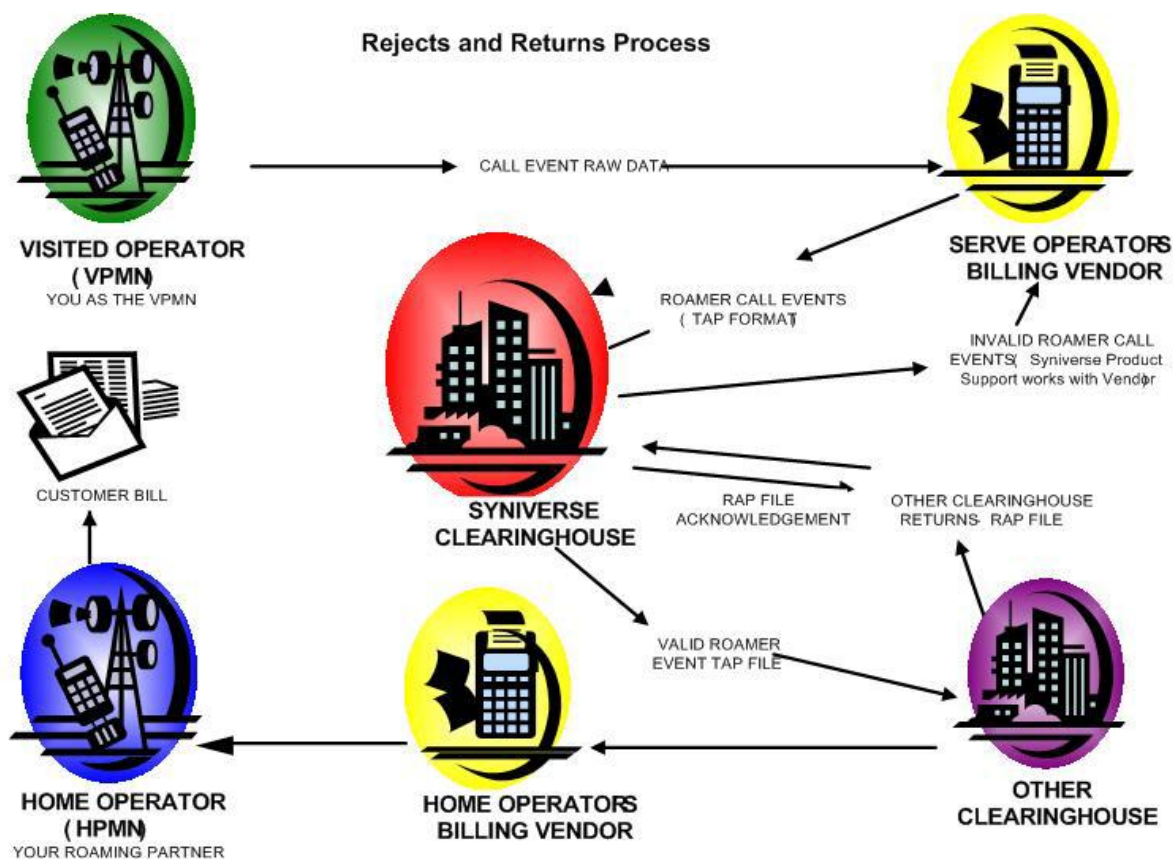 Rejects and Returns Process
CALL EVENT RAW DATA
VISITED OPERATOR
(VPMN)
YOU AS THE VPMN
SERVE OPERATORS
BILLING VENDOR
ROAMER CALL EVENTS
( TAP FORMAT)
INVALID ROAMER CALL
EVENTS( Syniverse Product
Support works with Vendor)
CUSTOMER BILL
SYNIVERSE
CLEARINGHOUSE
RAP FILE
ACKNOWLEDGEMENT
OTHER CLEARINGHOUSE
RETURNS- RAP FILE
VALID ROAMER
EVENT TAP FILE
HOME OPERATOR
(HPMN)
YOUR ROAMING PARTNER
HOME OPERATORS
BILLING VENDOR
OTHER
CLEARINGHOUSE